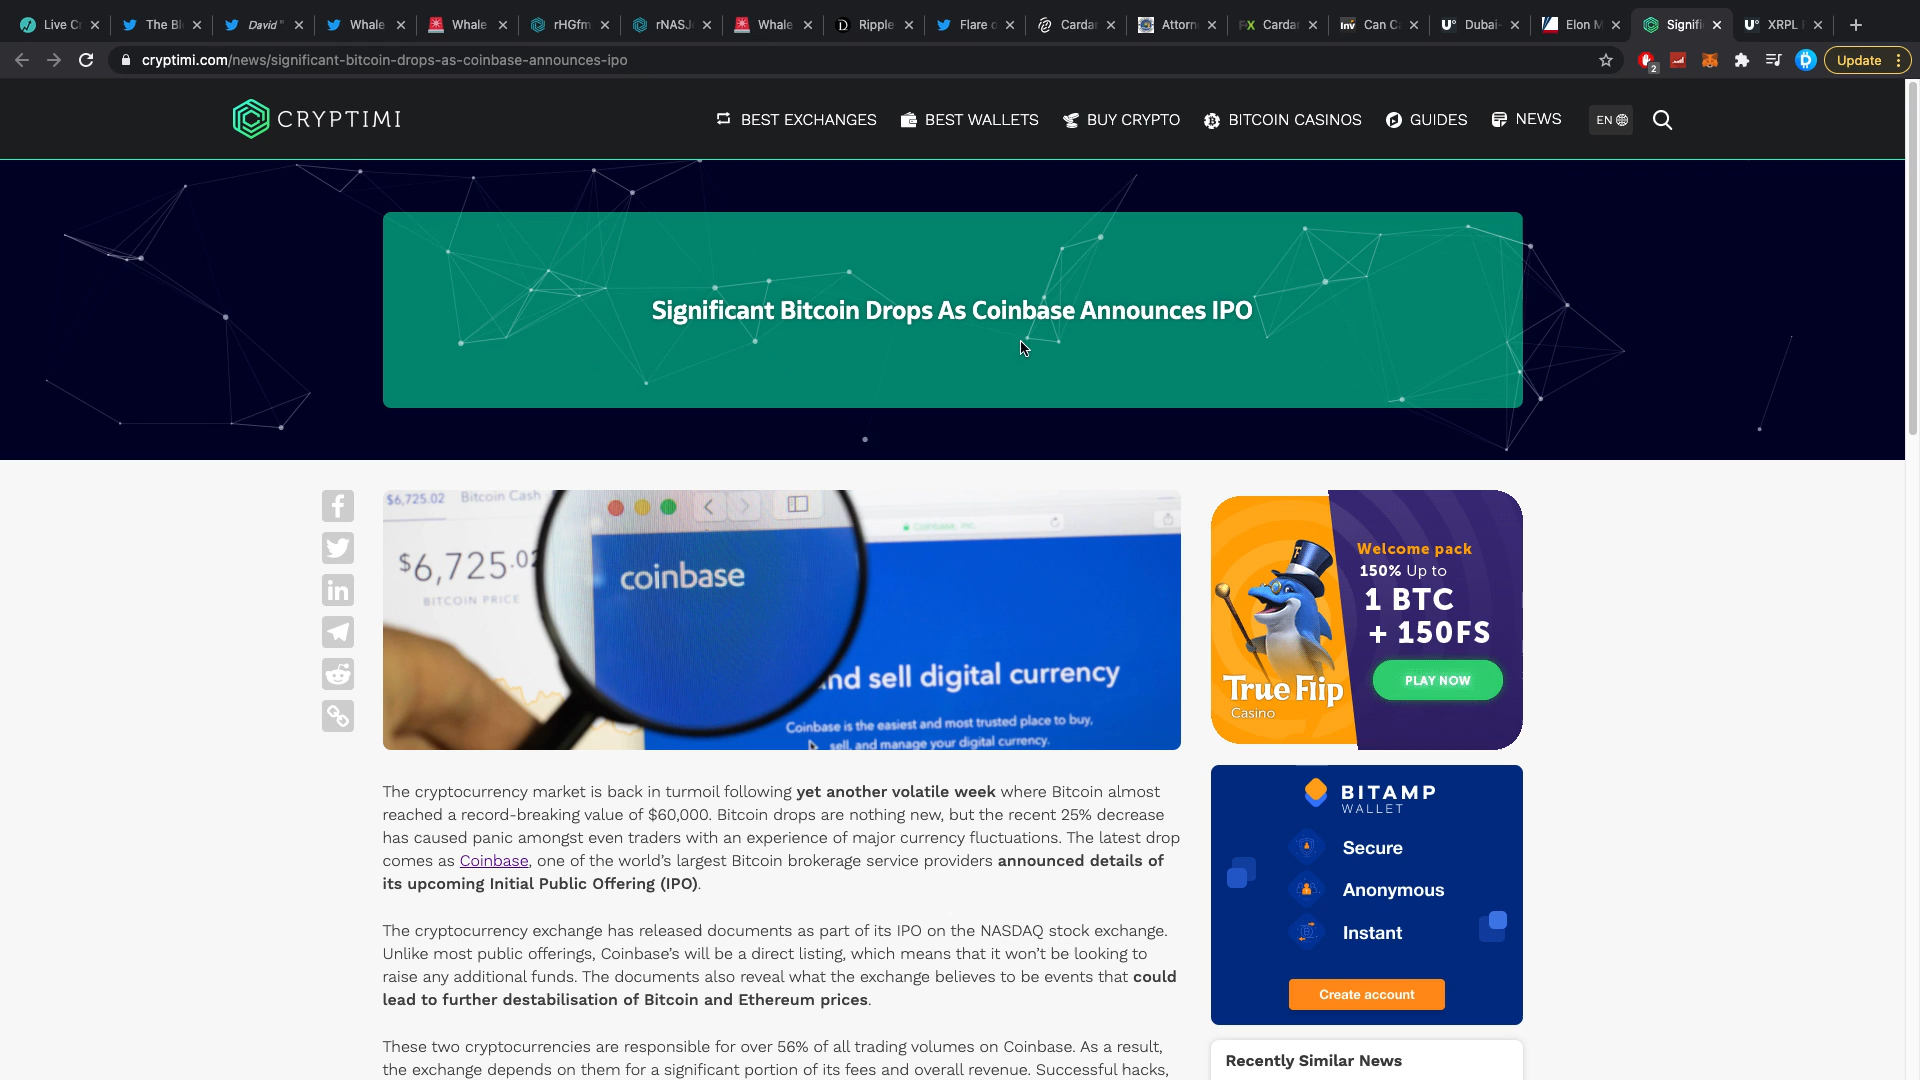 Live C
The Bl
David "
Whale
Whale
rHGfm
rNASJ
Whale
Ripple
Flare o
Cardar
Attorn
Cardar
Can C
Dubai-
Elon M
Signifi
XRPL
cryptimi.com/news/significant-bitcoin-drops-as-coinbase-announces-ipo
2
Update
CRYPTIMI
BEST EXCHANGES
BEST WALLETS
BUY CRYPTO
BITCOIN CASINOS
GUIDES
NEWS
EN
Significant Bitcoin Drops As Coinbase Announces IPO
$6,725.02 Bitcoin Cash
Coinbase, Inc.
$6,725.02
BITCOIN PRICE
coinbase
and sell digital currency
Coinbase is the easiest and most trusted place to buy,
sell, and manage your digital currency.
Welcome pack
150% Up to
1 BTC
+ 150FS
PLAY NOW
True Flip
Casino
The cryptocurrency market is back in turmoil following yet another volatile week where Bitcoin almost
reached a record-breaking value of $60,000. Bitcoin drops are nothing new, but the recent 25% decrease
has caused panic amongst even traders with an experience of major currency fluctuations. The latest drop
comes as Coinbase, one of the world's largest Bitcoin brokerage service providers announced details of
its upcoming Initial Public Offering (IPO).
The cryptocurrency exchange has released documents as part of its IPO on the NASDAQ stock exchange.
Unlike most public offerings, Coinbase's will be a direct listing, which means that it won't be looking to
raise any additional funds. The documents also reveal what the exchange believes to be events that could
lead to further destabilisation of Bitcoin and Ethereum prices.
These two cryptocurrencies are responsible for over 56% of all trading volumes on Coinbase. As a result,
the exchange depends on them for a significant portion of its fees and overall revenue. Successful hacks,
BITAMP
WALLET
Secure
Anonymous
Instant
Create account
Recently Similar News